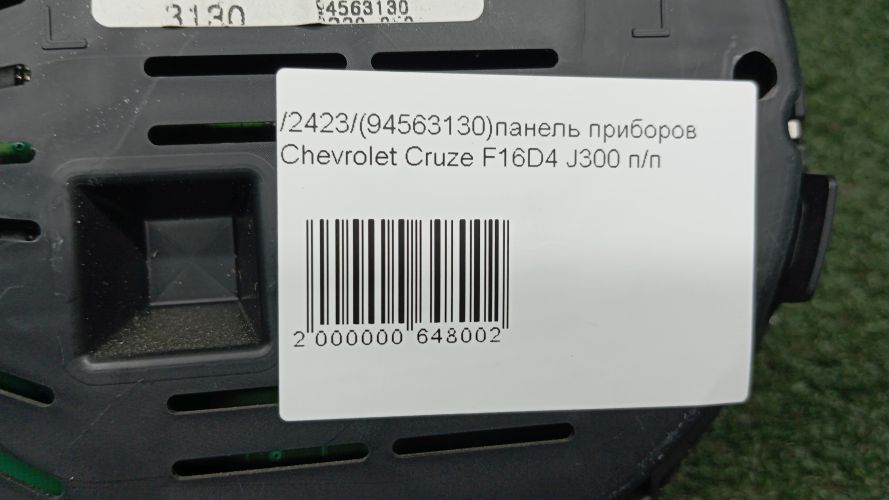 3130
94563130
/2423/(94563130)панель приборов
Chevrolet Cruze F16D4 J300 п/п
2 000000 648002